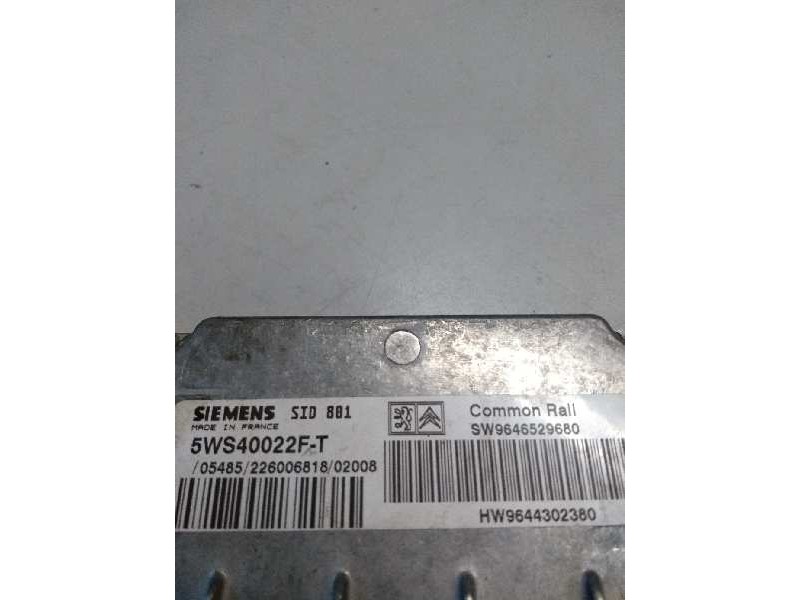 SIEMENS SID 801
MADE IN FRANCE
5WS40022F-T
/05485/226006818/02008
Common Rail
SW9646529680
HW9644302380